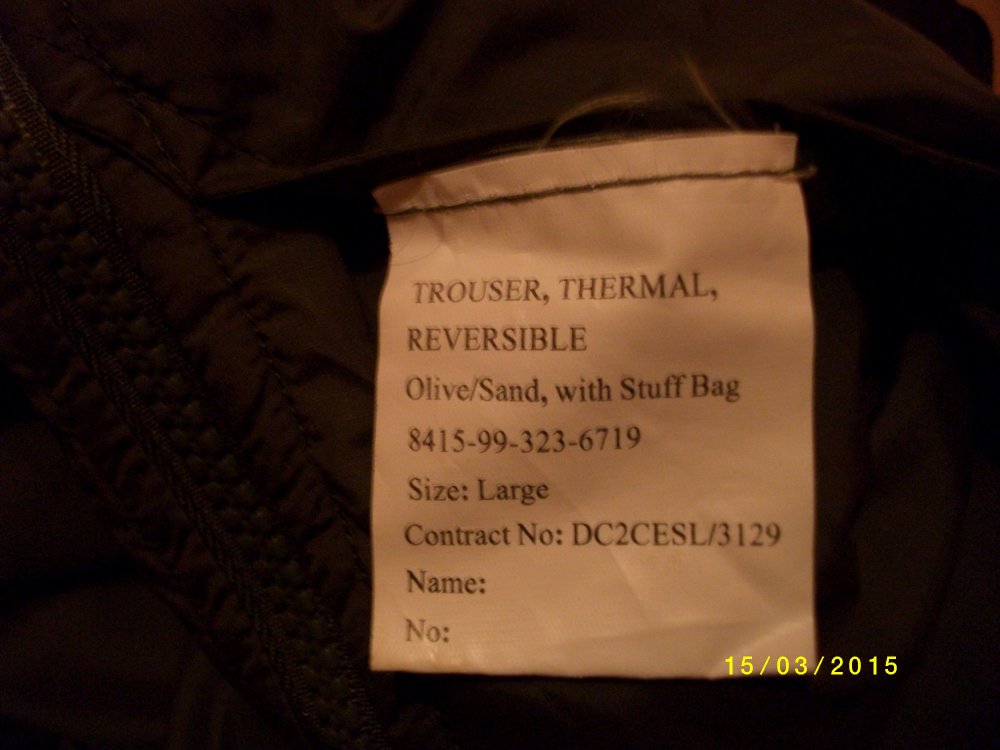 TROUSER, THERMAL,
REVERSIBLE
Olive/Sand, with Stuff Bag
8415-99-323-6719
Size: Large
Contract No: DC2CESL/3129
Name:
No:
15/03/2015